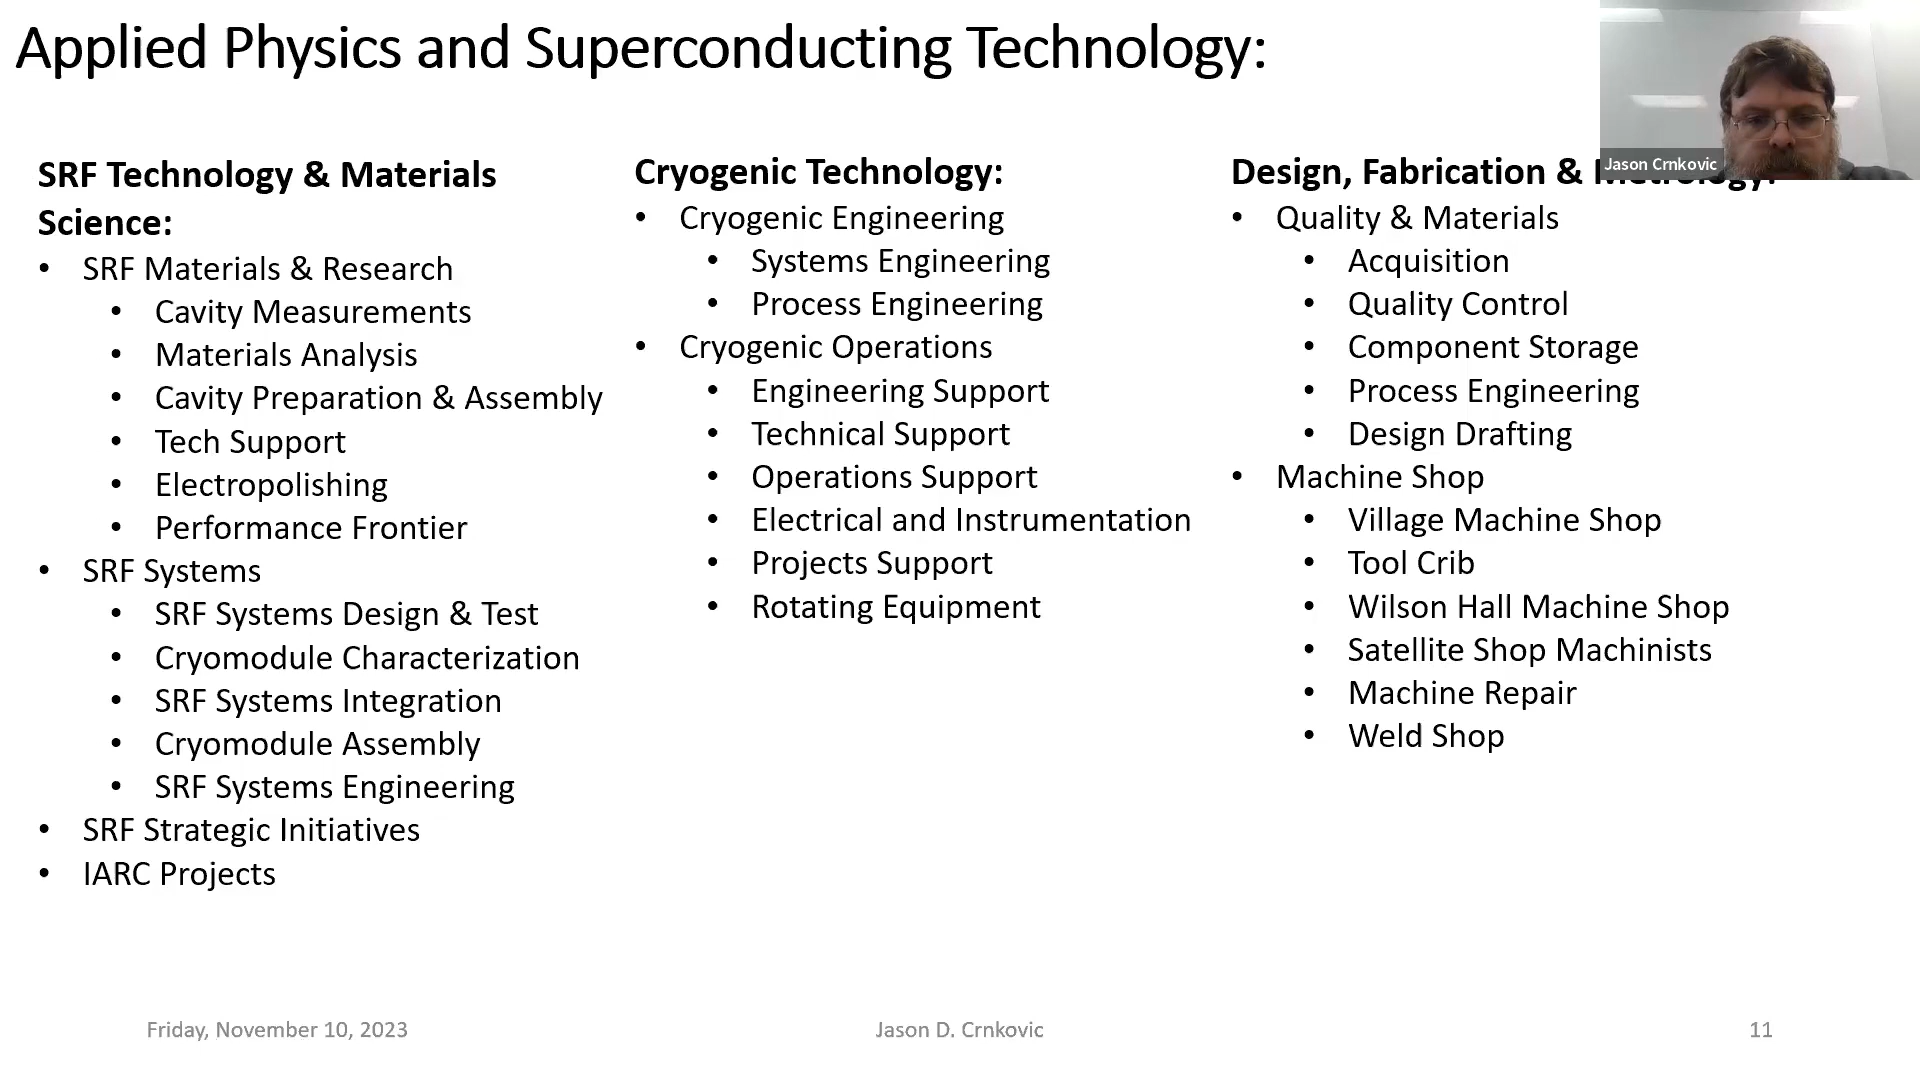 Applied Physics and Superconducting Technology:
Jason Crnkovic
SRF Technology & Materials
Science:
• SRF Materials & Research
• Cavity Measurements
• Materials Analysis
• Cavity Preparation & Assembly
• Tech Support
• Electropolishing
• Performance Frontier
• SRF Systems
• SRF Systems Design & Test
• Cryomodule Characterization
• SRF Systems Integration
• Cryomodule Assembly
• SRF Systems Engineering
• SRF Strategic Initiatives
• IARC Projects
Cryogenic Technology:
• Cryogenic Engineering
• Systems Engineering
• Process Engineering
• Cryogenic Operations
• Engineering Support
• Technical Support
• Operations Support
• Electrical and Instrumentation
• Projects Support
• Rotating Equipment
Design, Fabrication &
• Quality & Materials
• Acquisition
• Quality Control
• Component Storage
• Process Engineering
• Design Drafting
• Machine Shop
• Village Machine Shop
• Tool Crib
• Wilson Hall Machine Shop
• Satellite Shop Machinists
• Machine Repair
• Weld Shop
Friday, November 10, 2023
Jason D. Crnkovic
11